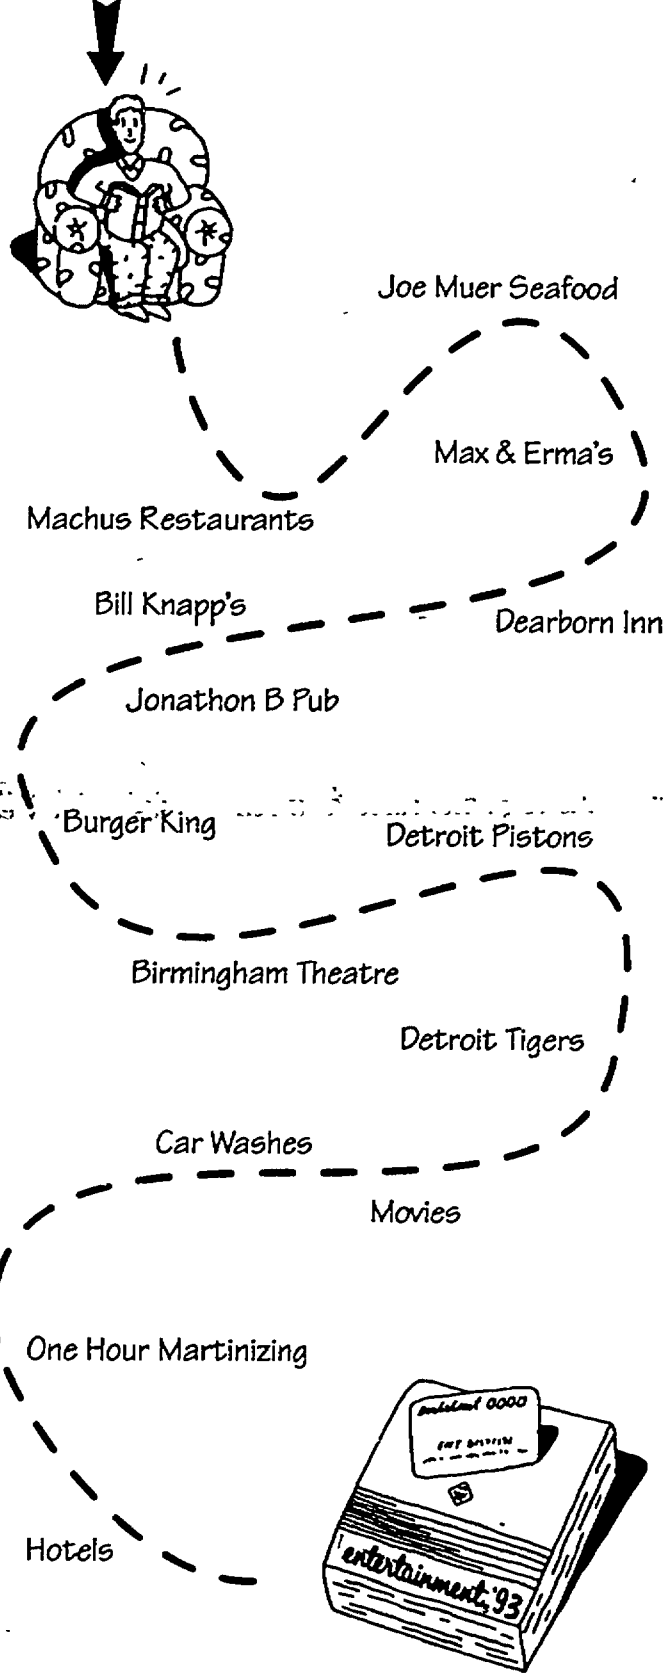 Joe Muer Seafood
Max & Erma's
Machus Restaurants
Bill Knapp's
Dearborn Inn
Jonathon B Pub
Burger King
Detroit Pistons
Birmingham Theatre
Detroit Tigers
Car Washes
Movies
One Hour Martinizing
0000
Hotels
entertainment, '93